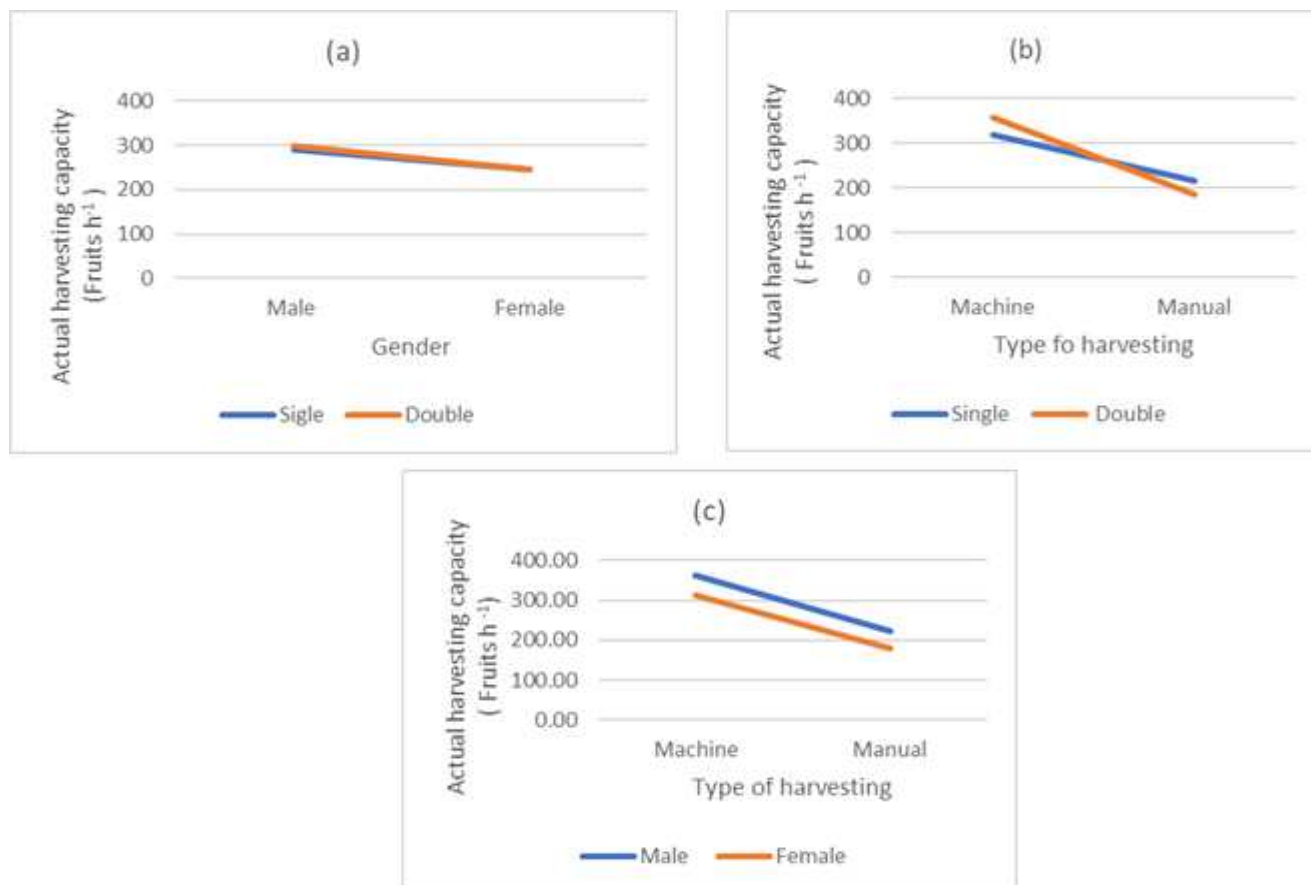 (a)
Actual harvesting capacity
(Fruits h⁻¹ )
400
300
200
100
0
Male Female
Gender
Sigle Double
(b)
Actual harvesting capacity
( Fruits h⁻¹ )
400
300
200
100
0
Machine Manual
Type fo harvesting
Single Double
(c)
Actual harvesting capacity
( Fruits h ⁻¹ )
400.00
300.00
200.00
100.00
0.00
Machine Manual
Type of harvesting
Male Female